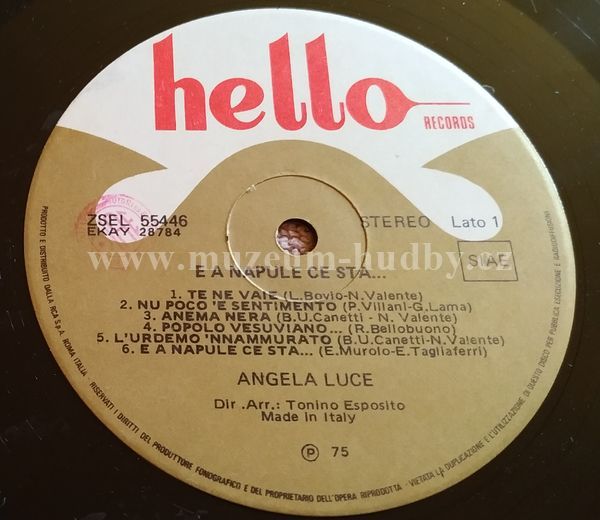 hello
RECORDS
ZSEL 55446
EKAY 28784
STEREO Lato 1
SIAE
www.muzeum-hudby.cz
E A NAPULE CE STA...
1. TE NE VAIE (L.Bovio-N.Valente)
2. NU POCO 'E SENTIMENTO (P.Villani-G.Lama)
3. ANEMA NERA (B.U.Canetti - N.Valente)
4. POPOLO VESUVIANO... (R.Bellobuono)
5. L'URDEMO 'NNAMMURATO (B.U.Canetti-N.Valente)
6. E A NAPULE CE STA... (E.Murolo-E.Tagliaferri)
ANGELA LUCE
Dir .Arr.: Tonino Esposito
Made in Italy
Ⓟ 75
PRODOTTO E DISTRIBUITO DALLA RCA S.p.A. ROMA ITALIA - RISERVATI I DIRITTI DEL PRODUTTORE FONOGRAFICO E DEL PROPRIETARIO DELL'OPERA RIPRODOTTA - VIETATA LA DUPLICAZIONE E L'UTILIZZAZIONE DI QUESTO DISCO PER PUBBLICA ESECUZIONE E RADIODIFFUSIONE